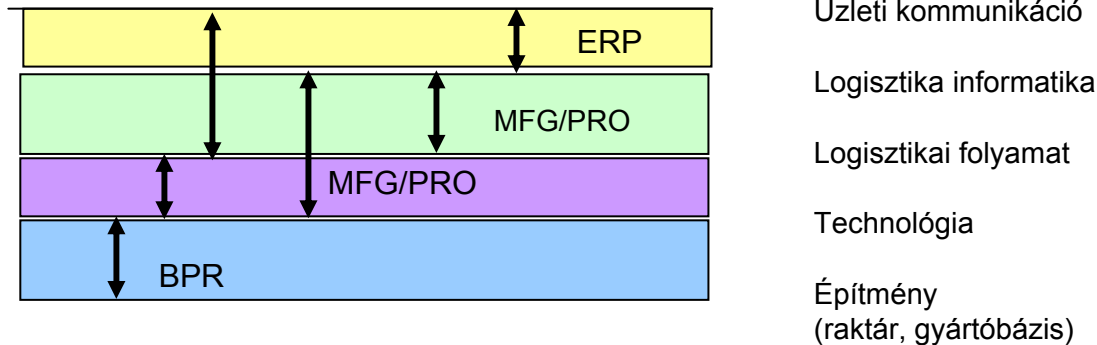 Üzleti kommunikáció
ERP
Logisztika informatika
MFG/PRO
Logisztikai folyamat
MFG/PRO
Technológia
BPR
Építmény
(raktár, gyártóbázis)